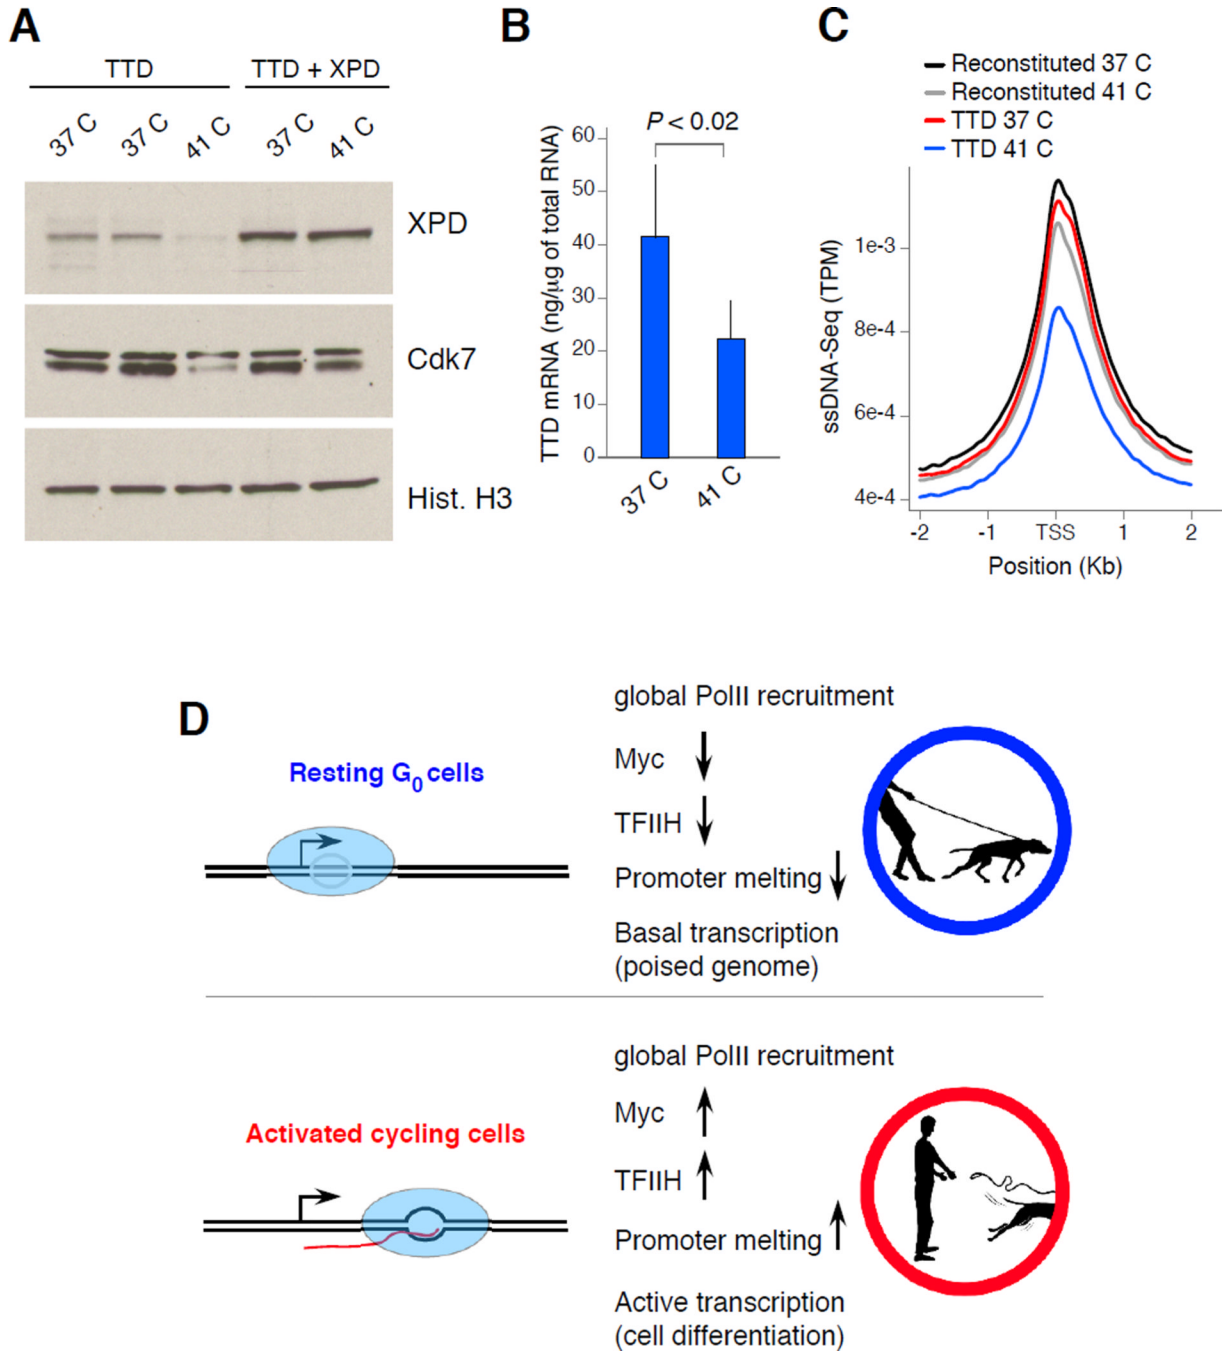 A
TTD
TTD + XPD
37 C
37 C
41 C
37 C
41 C
XPD
Cdk7
Hist. H3
B
P < 0.02
TTD mRNA (ng/µg of total RNA)
60
50
40
30
20
10
0
37 C
41 C
C
Reconstituted 37 C
Reconstituted 41 C
TTD 37 C
TTD 41 C
ssDNA-Seq (TPM)
1e-3
8e-4
6e-4
4e-4
-2
-1
TSS
1
2
Position (Kb)
D
Resting G0 cells
global PolII recruitment
Myc
TFIIH
Promoter melting
Basal transcription
(poised genome)
Activated cycling cells
global PolII recruitment
Myc
TFIIH
Promoter melting
Active transcription
(cell differentiation)